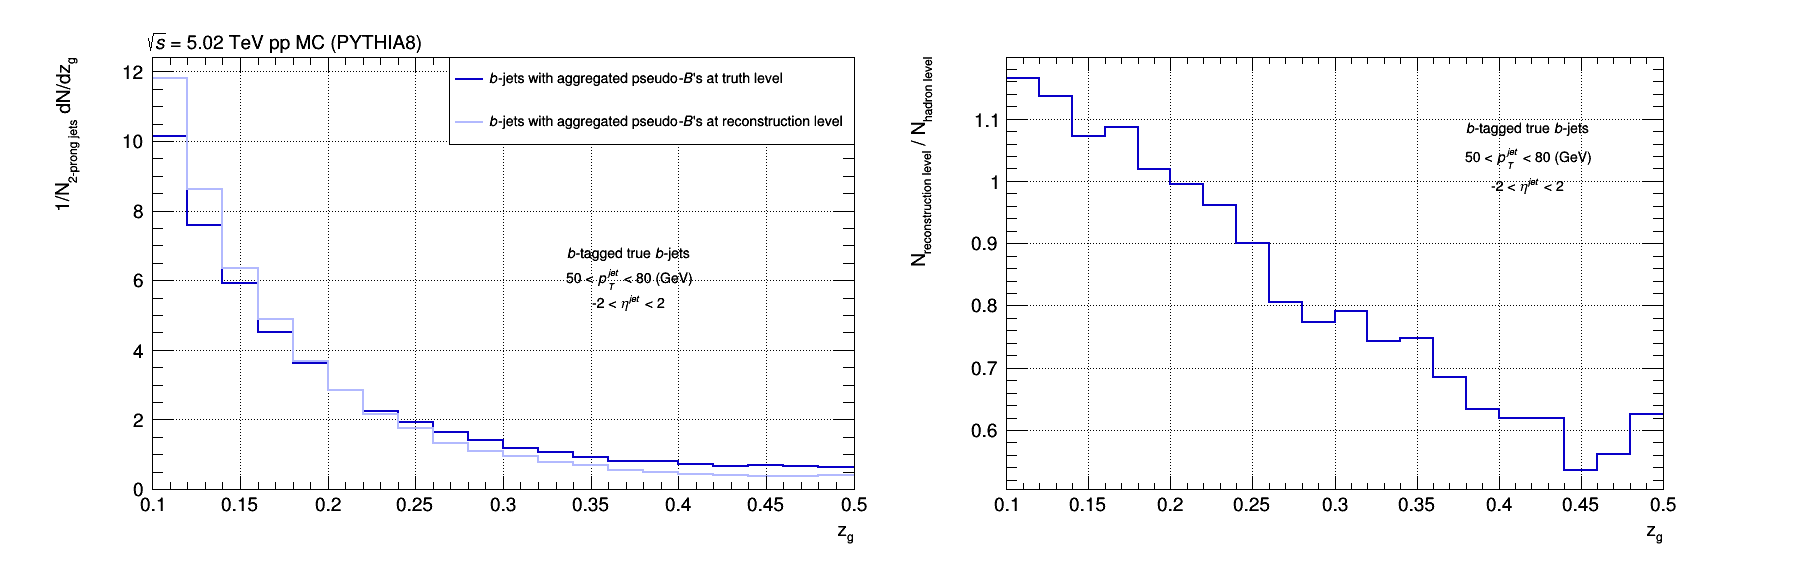 √s = 5.02 TeV pp MC (PYTHIA8)
1/N2-prong jets dN/dzg
12
10
8
6
4
2
0
b-jets with aggregated pseudo-B's at truth level
b-jets with aggregated pseudo-B's at reconstruction level
b-tagged true b-jets
50 < pTjet < 80 (GeV)
-2 < ηjet < 2
0.1 0.15 0.2 0.25 0.3 0.35 0.4 0.45 0.5
zg
Nreconstruction level / Nhadron level
1.1
1
0.9
0.8
0.7
0.6
b-tagged true b-jets
50 < pTjet < 80 (GeV)
-2 < ηjet < 2
0.1 0.15 0.2 0.25 0.3 0.35 0.4 0.45 0.5
zg